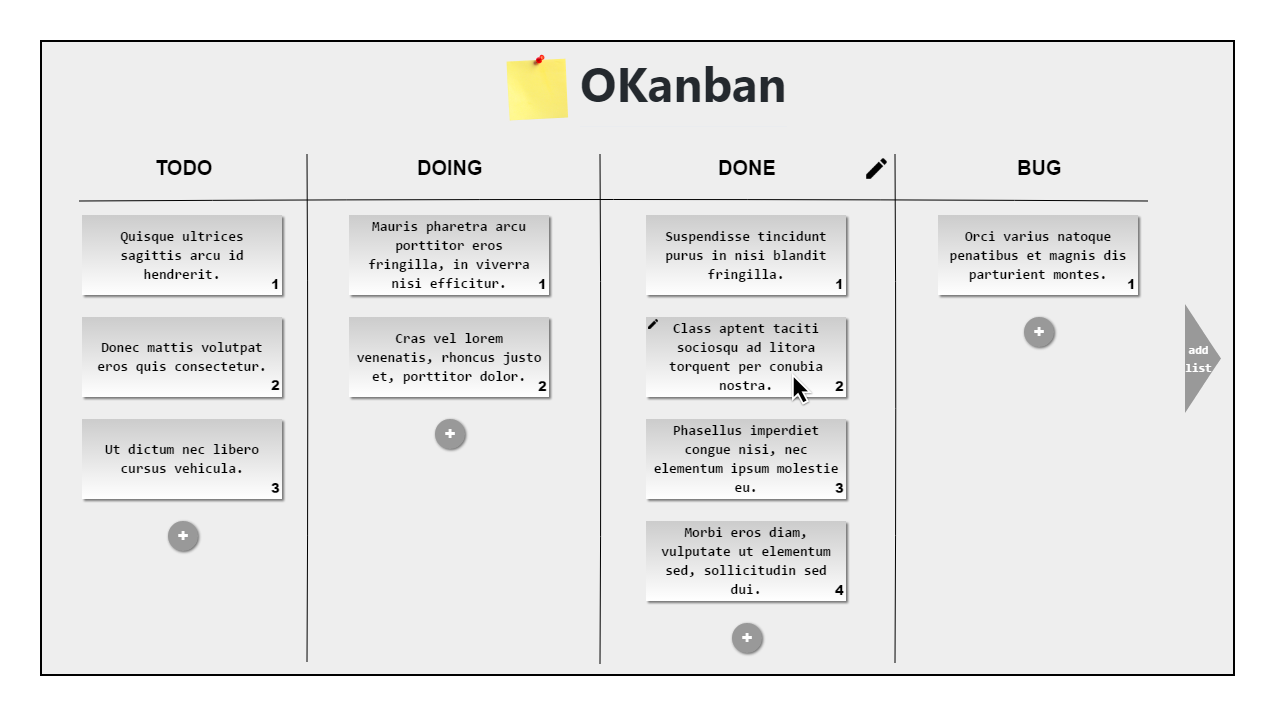 OKanban
TODO
Quisque ultrices
sagittis arcu id
hendrerit.
1
Donec mattis volutpat
eros quis consectetur.
2
Ut dictum nec libero
cursus vehicula.
3
+
DOING
Mauris pharetra arcu
porttitor eros
fringilla, in viverra
nisi efficitur.
1
Cras vel lorem
venenatis, rhoncus justo
et, porttitor dolor.
2
+
DONE
Suspendisse tincidunt
purus in nisi blandit
fringilla.
1
Class aptent taciti
sociosqu ad litora
torquent per conubia
nostra.
2
Phasellus imperdiet
congue nisi, nec
elementum ipsum molestie
eu.
3
Morbi eros diam,
vulputate ut elementum
sed, sollicitudin sed
dui.
4
+
BUG
Orci varius natoque
penatibus et magnis dis
parturient montes.
1
+
add
list